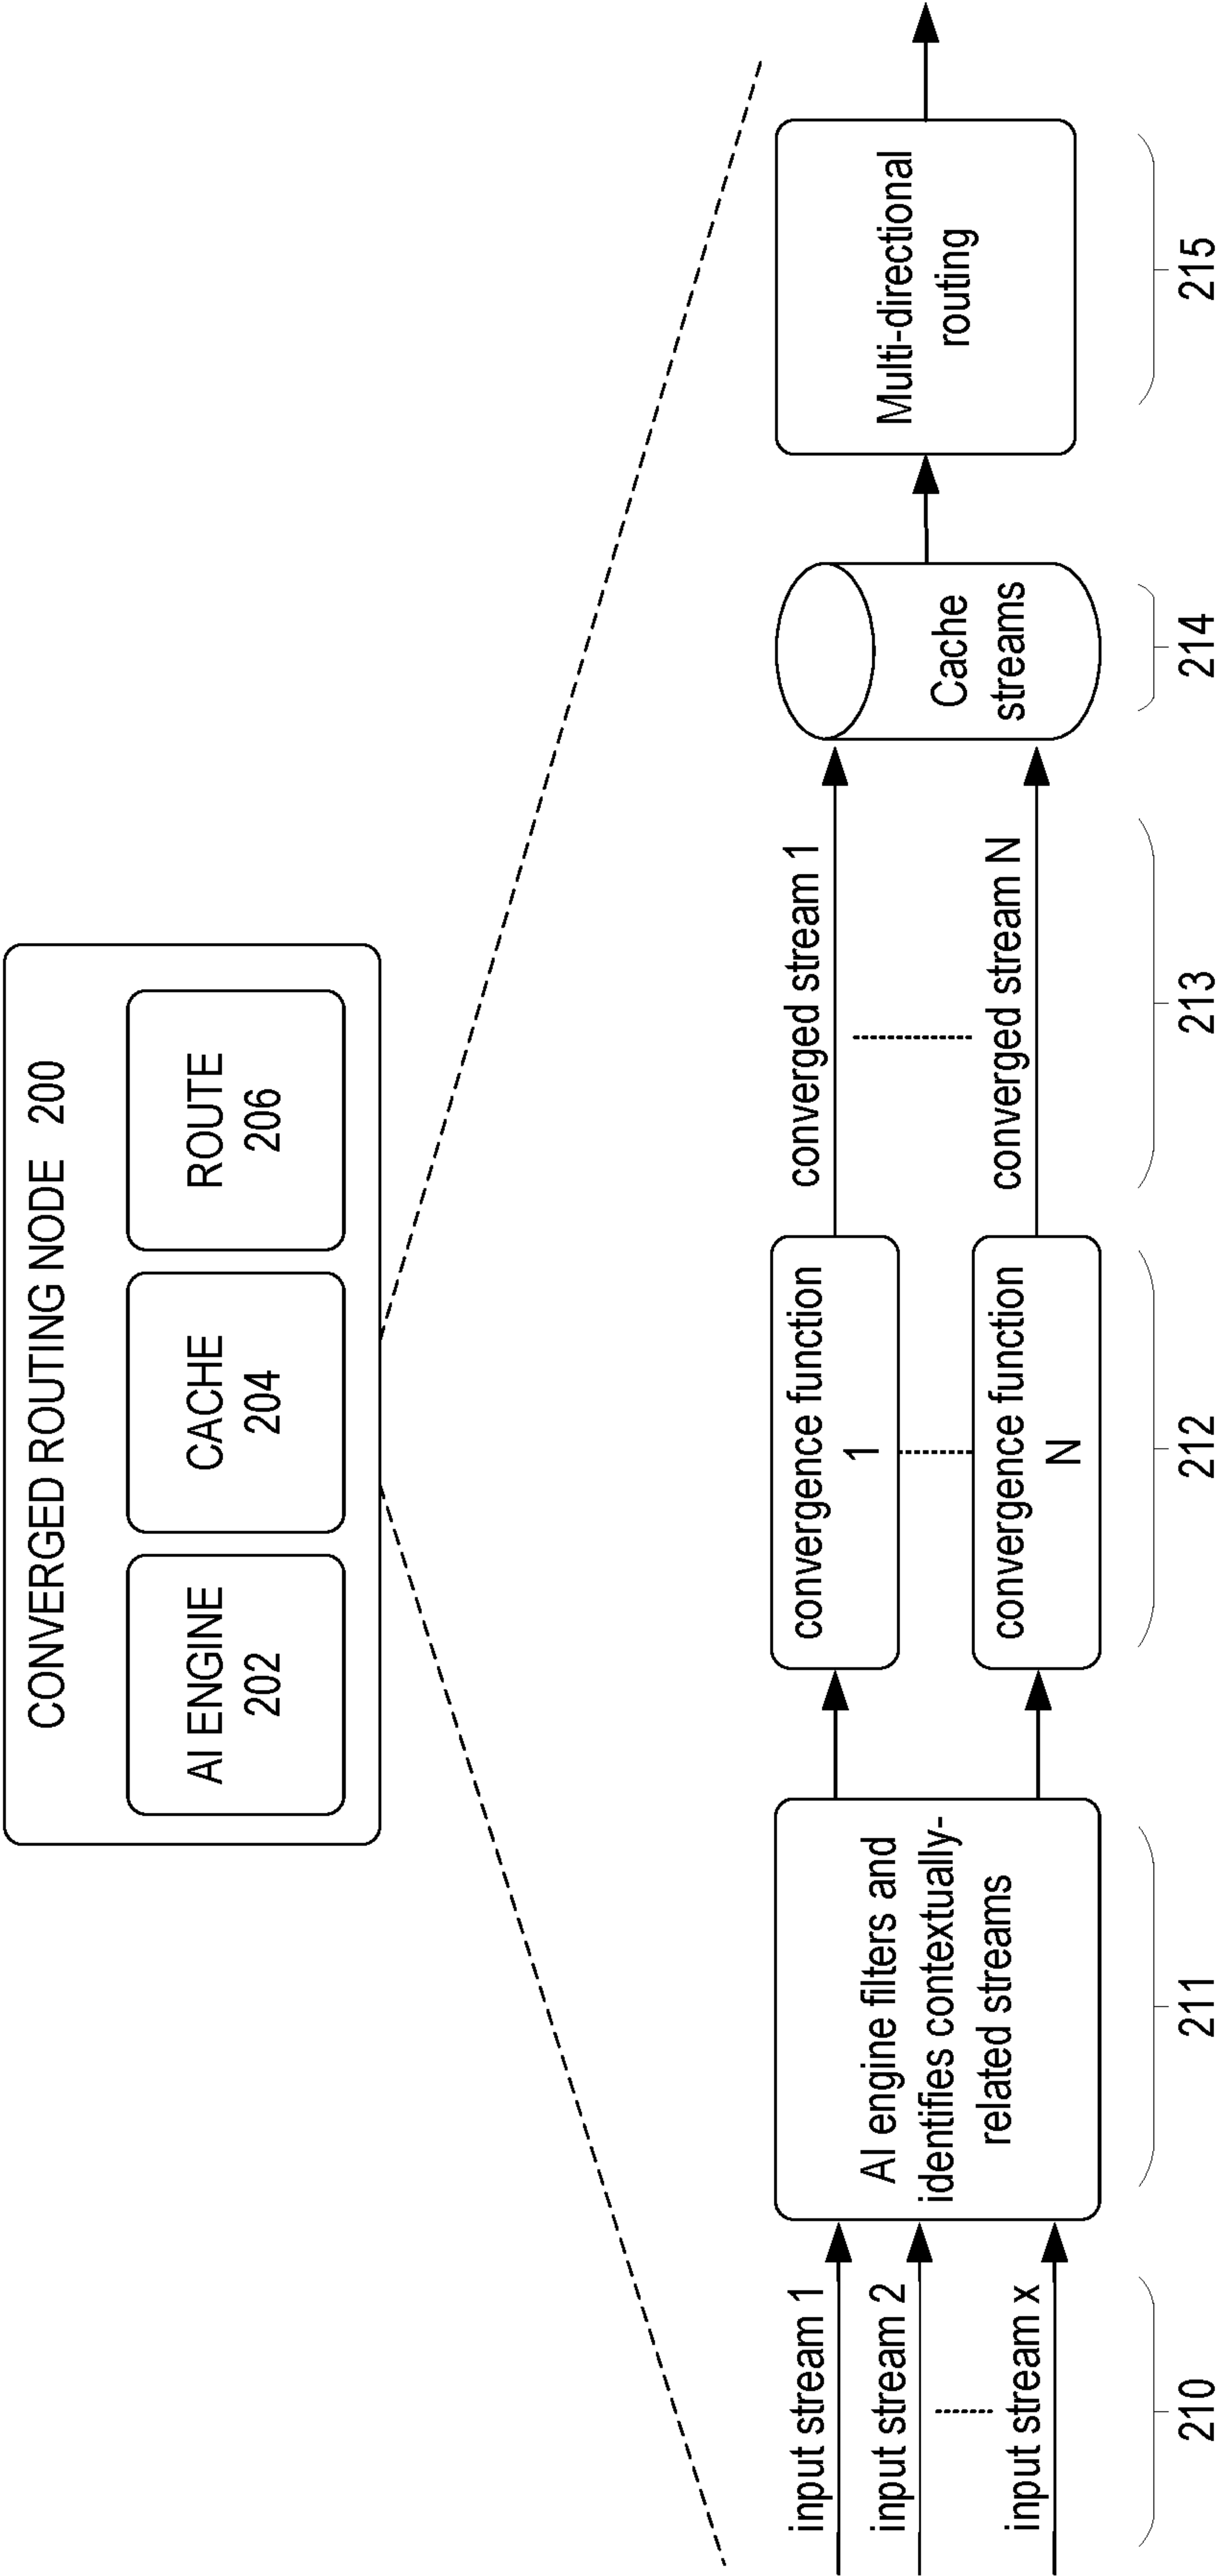 CONVERGED ROUTING NODE 200
AI ENGINE
202
CACHE
204
ROUTE
206
input stream 1
input stream 2
input stream x
AI engine filters and
identifies contextually-
related streams
convergence function
1
convergence function
N
converged stream 1
converged stream N
Cache
streams
Multi-directional
routing
210
211
212
213
214
215